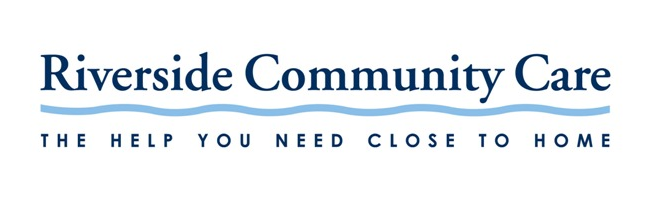 Riverside Community Care
THE HELP YOU NEED CLOSE TO HOME